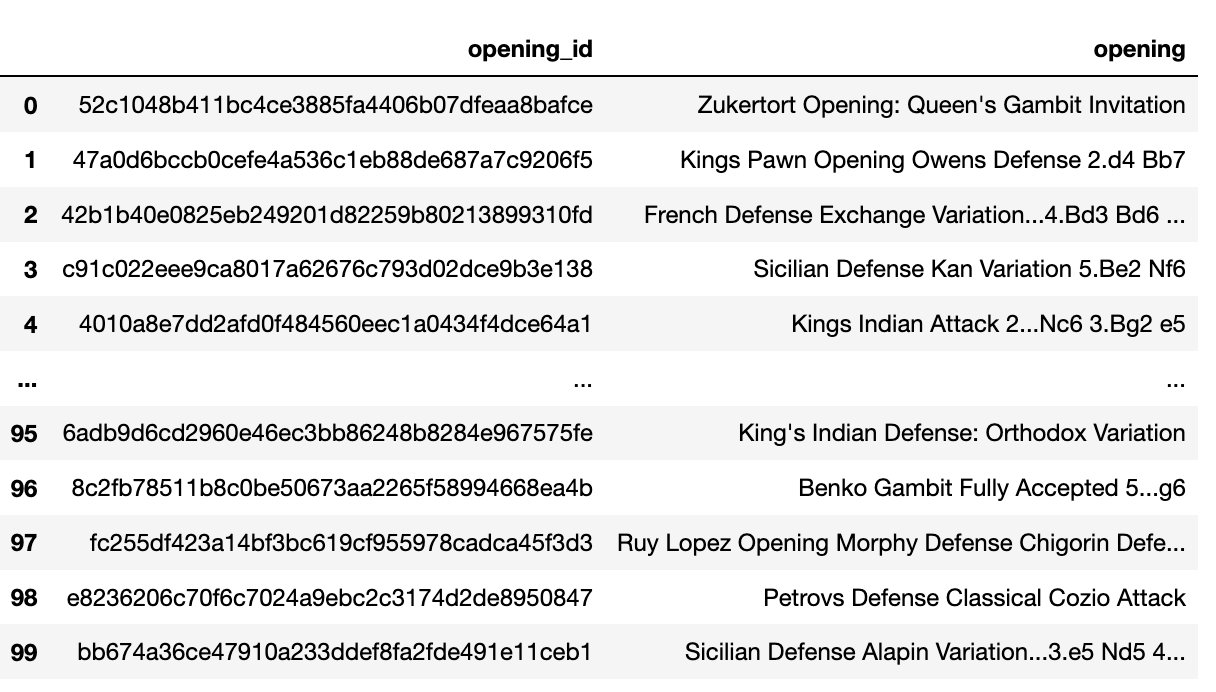 opening_id opening
0 52c1048b411bc4ce3885fa4406b07dfeaa8bafce Zukertort Opening: Queen's Gambit Invitation
1 47a0d6bccb0cefe4a536c1eb88de687a7c9206f5 Kings Pawn Opening Owens Defense 2.d4 Bb7
2 42b1b40e0825eb249201d82259b80213899310fd French Defense Exchange Variation...4.Bd3 Bd6 ...
3 c91c022eee9ca8017a62676c793d02dce9b3e138 Sicilian Defense Kan Variation 5.Be2 Nf6
4 4010a8e7dd2afd0f484560eec1a0434f4dce64a1 Kings Indian Attack 2...Nc6 3.Bg2 e5
... ... ...
95 6adb9d6cd2960e46ec3bb86248b8284e967575fe King's Indian Defense: Orthodox Variation
96 8c2fb78511b8c0be50673aa2265f58994668ea4b Benko Gambit Fully Accepted 5...g6
97 fc255df423a14bf3bc619cf955978cadca45f3d3 Ruy Lopez Opening Morphy Defense Chigorin Defe...
98 e8236206c70f6c7024a9ebc2c3174d2de8950847 Petrovs Defense Classical Cozio Attack
99 bb674a36ce47910a233ddef8fa2fde491e11ceb1 Sicilian Defense Alapin Variation...3.e5 Nd5 4...